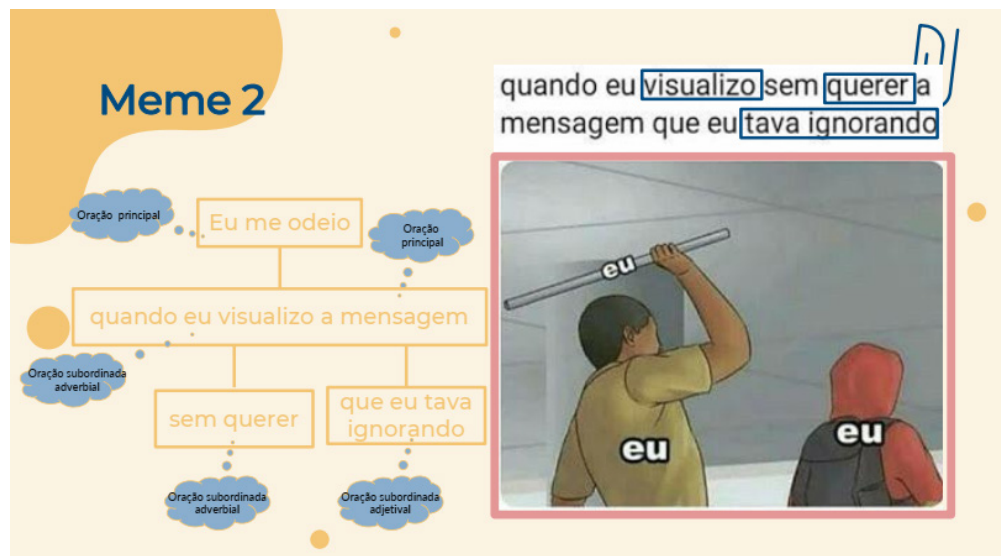 Meme 2
quando eu visualizo sem querer a
mensagem que eu tava ignorando
Oração principal
Eu me odeio
Oração
principal
quando eu visualizo a mensagem
Oração subordinada
adverbial
sem querer
que eu tava
ignorando
Oração subordinada
adverbial
Oração subordinada
adjetival
eu
eu
eu